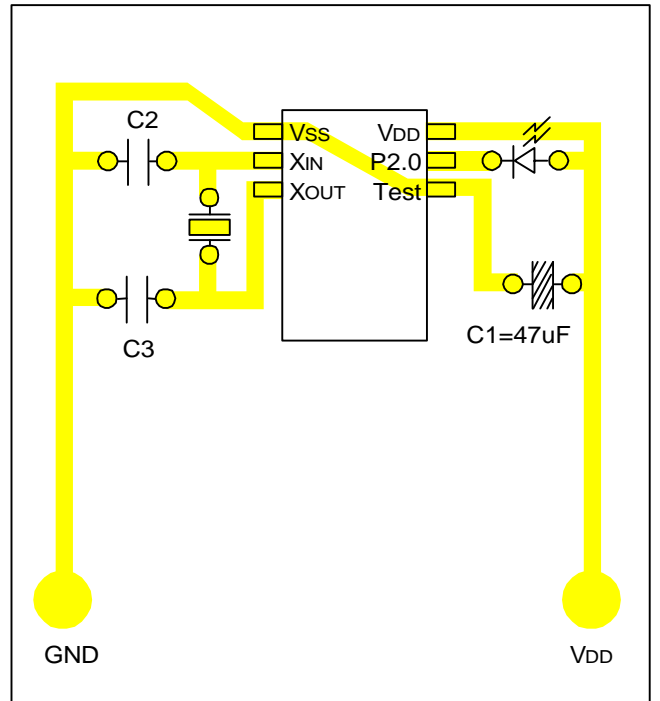 C2
VSS VDD
XIN P2.0
XOUT Test
C3
C1=47uF
GND VDD